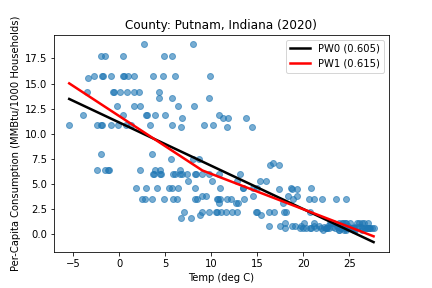 County: Putnam, Indiana (2020)
Per-Capita Consumption (MMBtu/1000 Households)
17.5
15.0
12.5
10.0
7.5
5.0
2.5
0.0
PW0 (0.605)
PW1 (0.615)
−5 0 5 10 15 20 25
Temp (deg C)